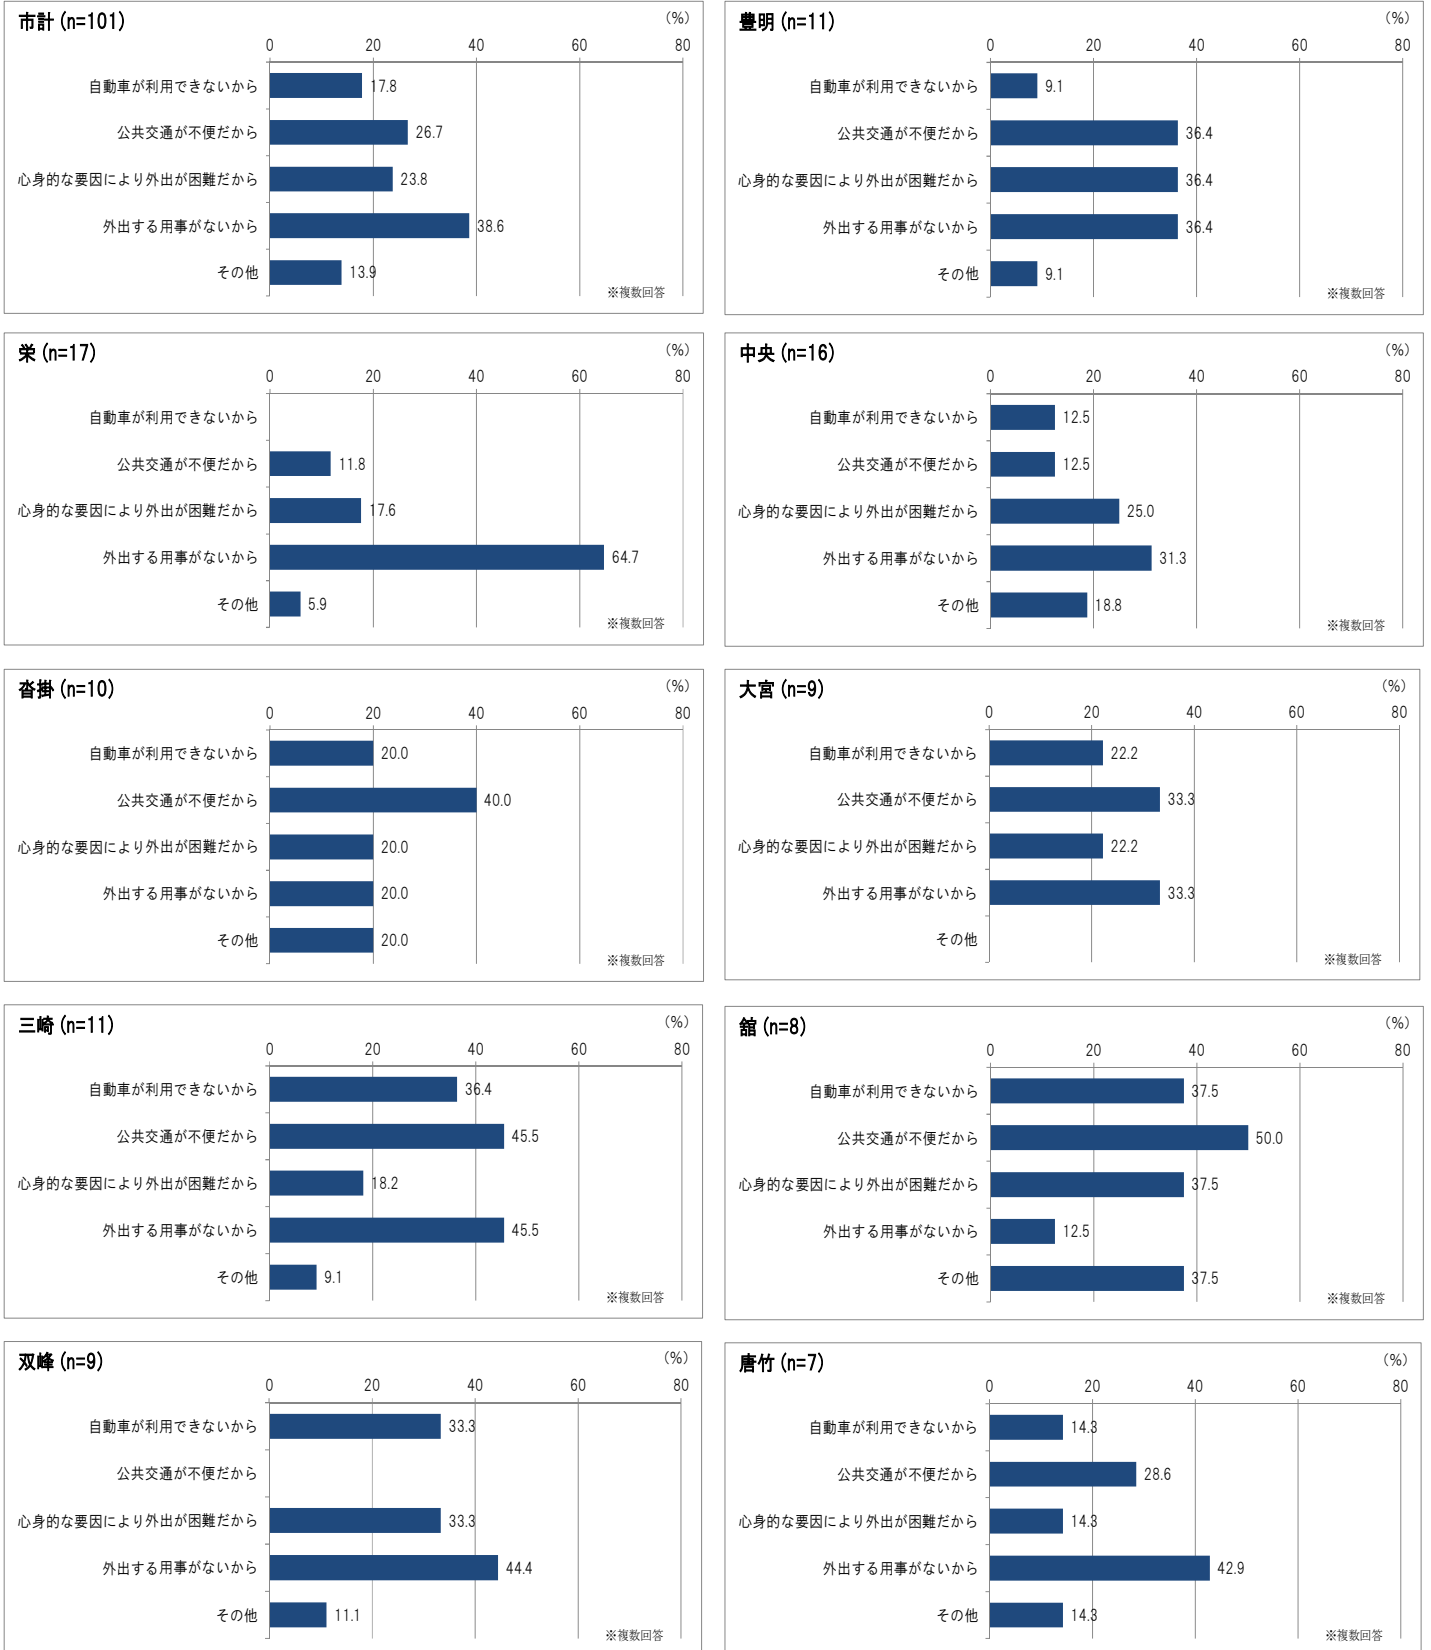 市計 (n=101)
(%)
0 20 40 60 80
自動車が利用できないから 17.8
公共交通が不便だから 26.7
心身的な要因により外出が困難だから 23.8
外出する用事がないから 38.6
その他 13.9
※複数回答
豊明 (n=11)
(%)
0 20 40 60 80
自動車が利用できないから 9.1
公共交通が不便だから 36.4
心身的な要因により外出が困難だから 36.4
外出する用事がないから 36.4
その他 9.1
※複数回答
栄 (n=17)
(%)
0 20 40 60 80
自動車が利用できないから
公共交通が不便だから 11.8
心身的な要因により外出が困難だから 17.6
外出する用事がないから 64.7
その他 5.9
※複数回答
中央 (n=16)
(%)
0 20 40 60 80
自動車が利用できないから 12.5
公共交通が不便だから 12.5
心身的な要因により外出が困難だから 25.0
外出する用事がないから 31.3
その他 18.8
※複数回答
沓掛 (n=10)
(%)
0 20 40 60 80
自動車が利用できないから 20.0
公共交通が不便だから 40.0
心身的な要因により外出が困難だから 20.0
外出する用事がないから 20.0
その他 20.0
※複数回答
大宮 (n=9)
(%)
0 20 40 60 80
自動車が利用できないから 22.2
公共交通が不便だから 33.3
心身的な要因により外出が困難だから 22.2
外出する用事がないから 33.3
その他
※複数回答
三崎 (n=11)
(%)
0 20 40 60 80
自動車が利用できないから 36.4
公共交通が不便だから 45.5
心身的な要因により外出が困難だから 18.2
外出する用事がないから 45.5
その他 9.1
※複数回答
舘 (n=8)
(%)
0 20 40 60 80
自動車が利用できないから 37.5
公共交通が不便だから 50.0
心身的な要因により外出が困難だから 37.5
外出する用事がないから 12.5
その他 37.5
※複数回答
双峰 (n=9)
(%)
0 20 40 60 80
自動車が利用できないから 33.3
公共交通が不便だから
心身的な要因により外出が困難だから 33.3
外出する用事がないから 44.4
その他 11.1
※複数回答
唐竹 (n=7)
(%)
0 20 40 60 80
自動車が利用できないから 14.3
公共交通が不便だから 28.6
心身的な要因により外出が困難だから 14.3
外出する用事がないから 42.9
その他 14.3
※複数回答